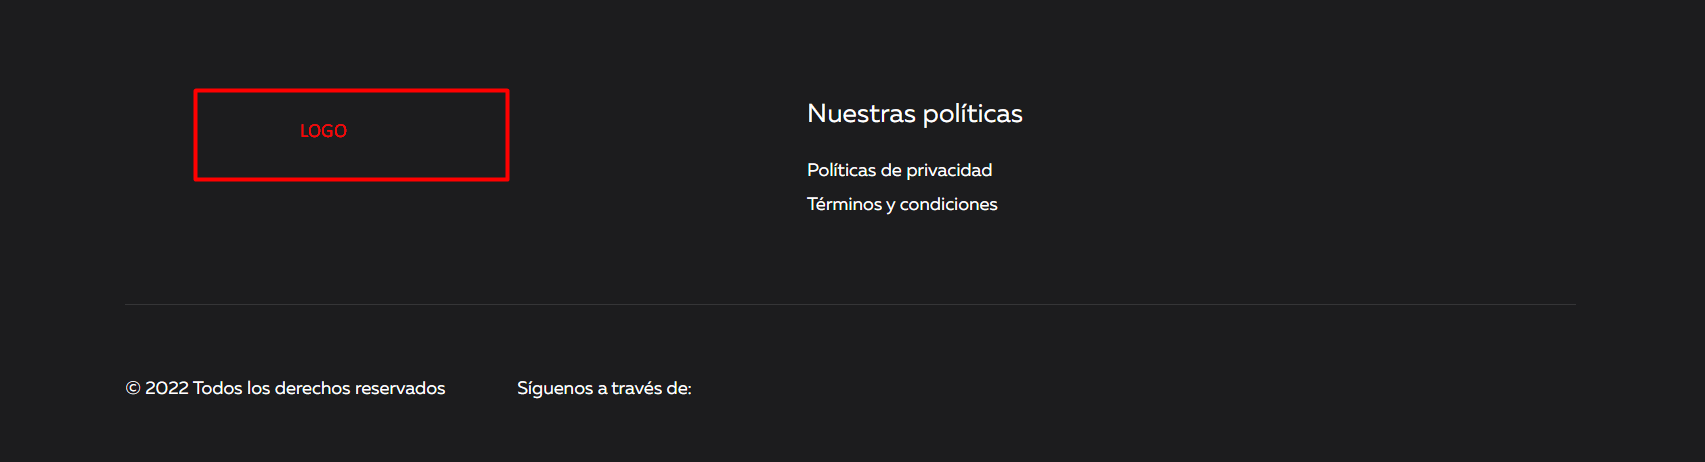 LOGO
Nuestras políticas
Políticas de privacidad
Términos y condiciones
© 2022 Todos los derechos reservados
Síguenos a través de: